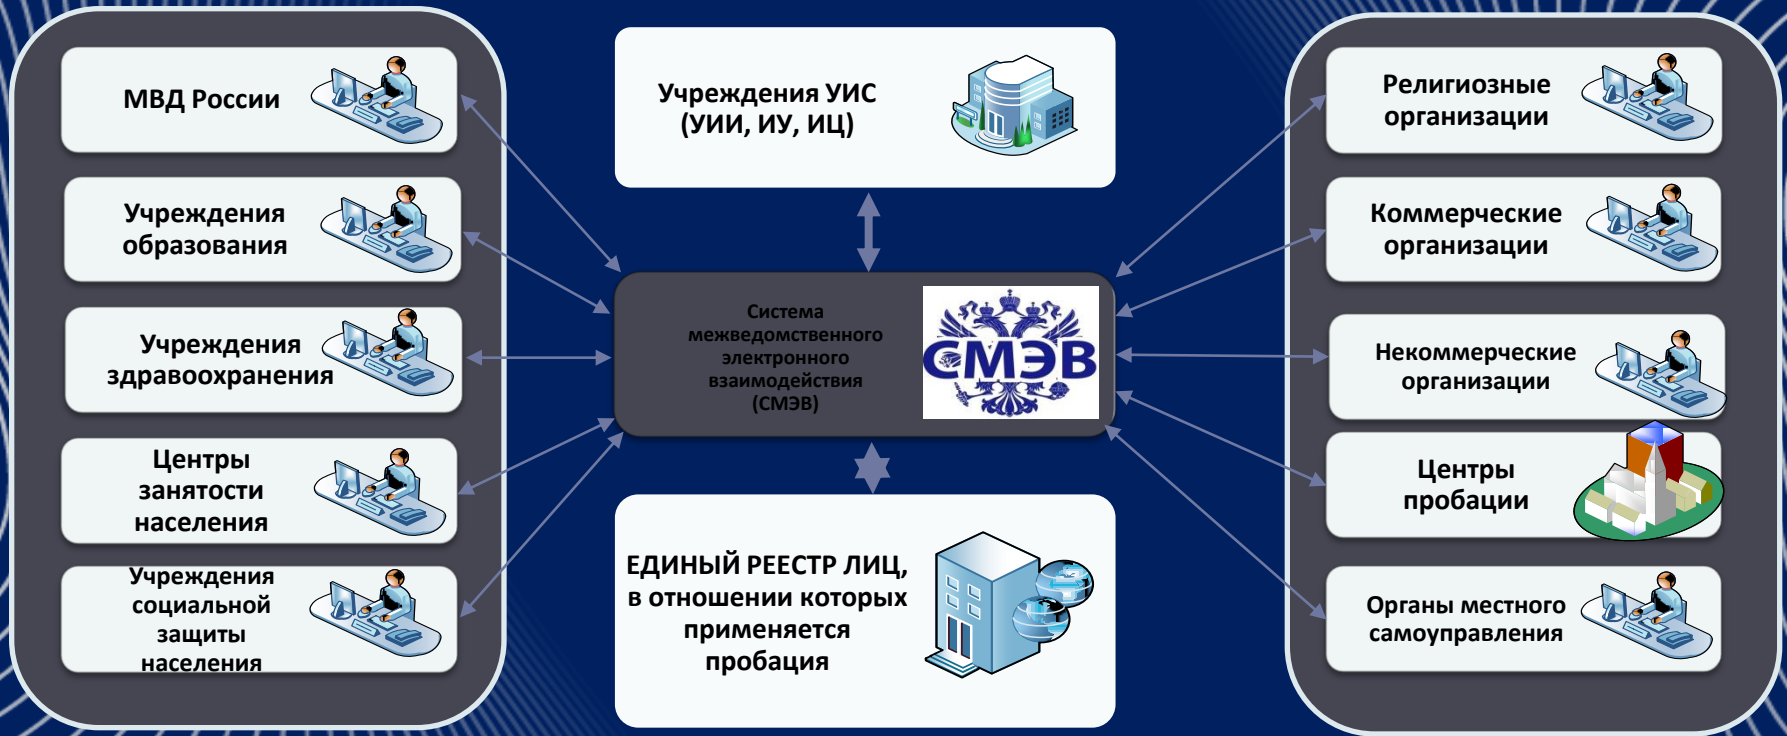 МВД России
Учреждения
образования
Учреждения
здравоохранения
Центры
занятости
населения
Учреждения
социальной
защиты
населения
Учреждения УИС
(УИИ, ИУ, ИЦ)
Система
межведомственного
электронного
взаимодействия
(СМЭВ)
СМЭВ
ЕДИНЫЙ РЕЕСТР ЛИЦ,
в отношении которых
применяется
пробация
Религиозные
организации
Коммерческие
организации
Некоммерческие
организации
Центры
пробации
Органы местного
самоуправления